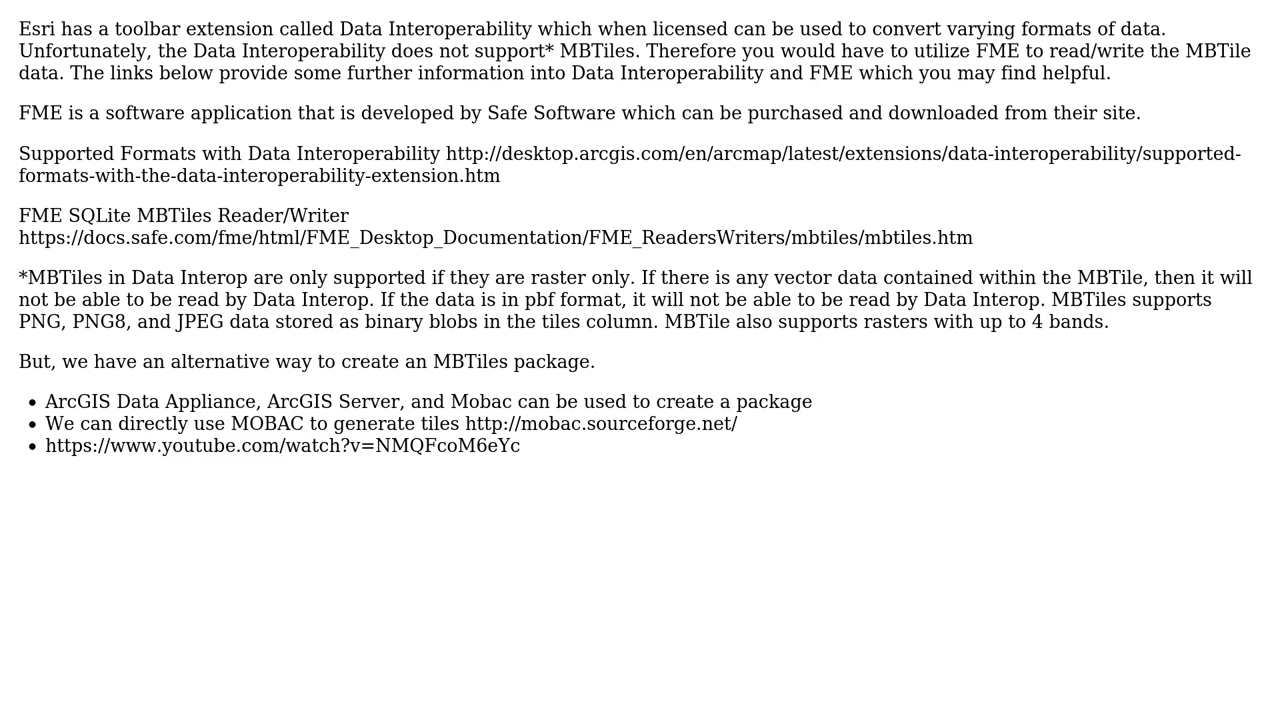 Esri has a toolbar extension called Data Interoperability which when licensed can be used to convert varying formats of data.
Unfortunately, the Data Interoperability does not support* MBTiles. Therefore you would have to utilize FME to read/write the MBTile
data. The links below provide some further information into Data Interoperability and FME which you may find helpful.
FME is a software application that is developed by Safe Software which can be purchased and downloaded from their site.
Supported Formats with Data Interoperability http://desktop.arcgis.com/en/arcmap/latest/extensions/data-interoperability/supported-
formats-with-the-data-interoperability-extension.htm
FME SQLite MBTiles Reader/Writer
https://docs.safe.com/fme/html/FME_Desktop_Documentation/FME_ReadersWriters/mbtiles/mbtiles.htm
*MBTiles in Data Interop are only supported if they are raster only. If there is any vector data contained within the MBTile, then it will
not be able to be read by Data Interop. If the data is in pbf format, it will not be able to be read by Data Interop. MBTiles supports
PNG, PNG8, and JPEG data stored as binary blobs in the tiles column. MBTile also supports rasters with up to 4 bands.
But, we have an alternative way to create an MBTiles package.
• ArcGIS Data Appliance, ArcGIS Server, and Mobac can be used to create a package
• We can directly use MOBAC to generate tiles http://mobac.sourceforge.net/
• https://www.youtube.com/watch?v=NMQFcoM6eYc